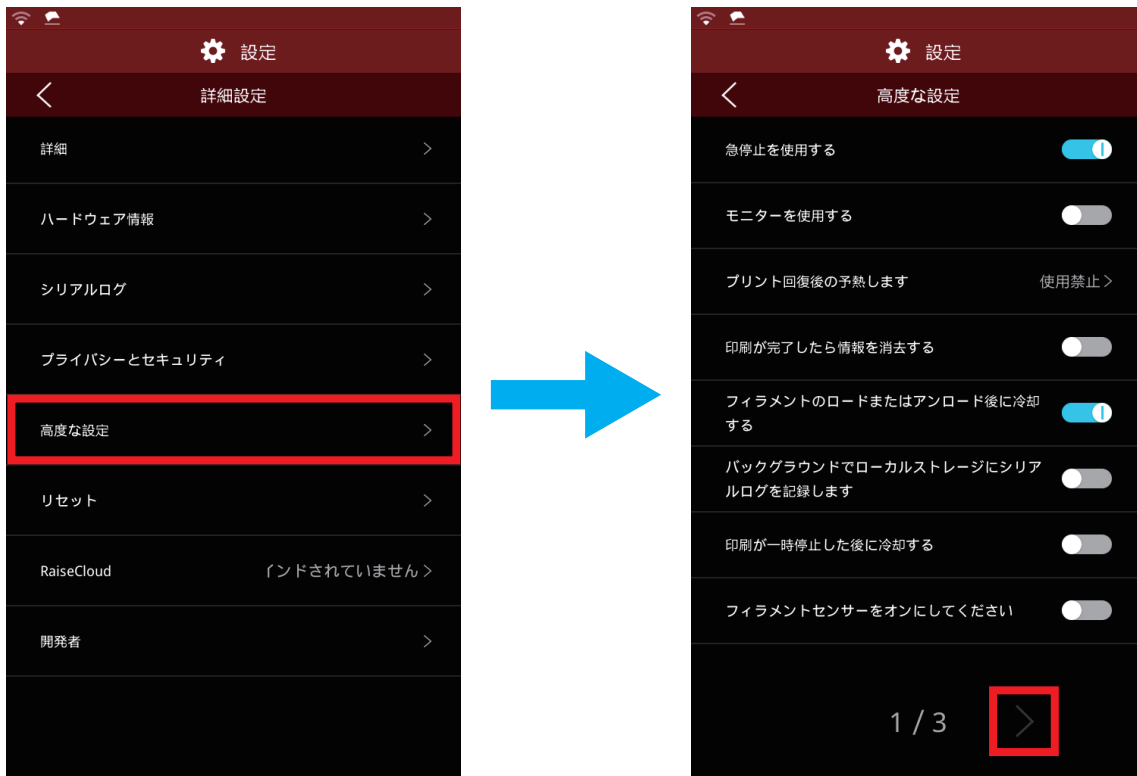 設定
詳細設定
詳細
ハードウェア情報
シリアルログ
プライバシーとセキュリティ
高度な設定
リセット
RaiseCloud
インドされていません
開発者
設定
高度な設定
急停止を使用する
モニターを使用する
プリント回復後の予熱します
使用禁止
印刷が完了したら情報を消去する
フィラメントのロードまたはアンロード後に冷却
する
バックグラウンドでローカルストレージにシリア
ルログを記録します
印刷が一時停止した後に冷却する
フィラメントセンサーをオンにしてください
1 / 3